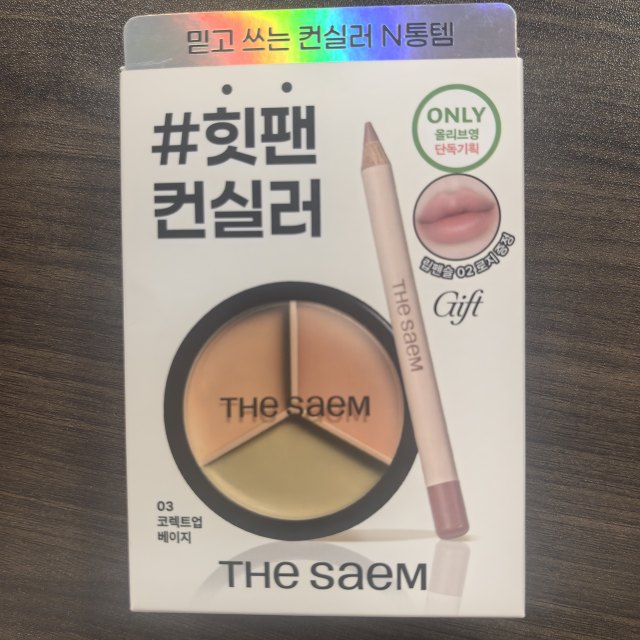 믿고 쓰는 컨실러 N통템
#힛팬
컨실러
ONLY
올리브영
단독기획
립펜슬 02 로지 증정
Gift
THE SAEM
THE SAEM
03
코렉트업
베이지
THE SAEM